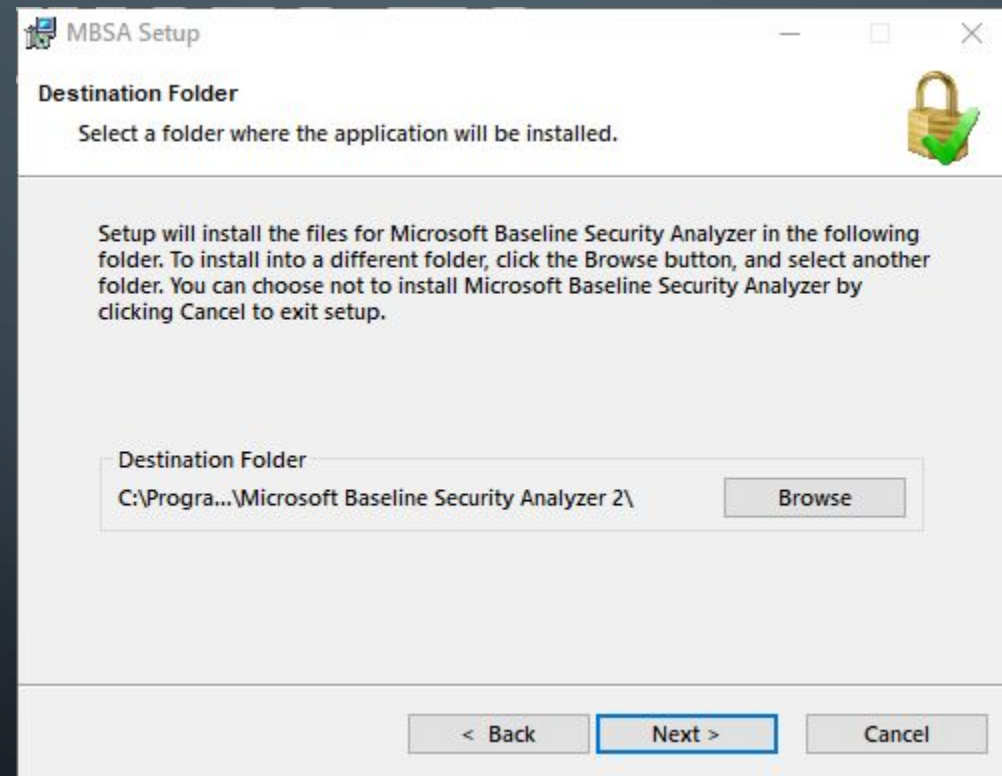 MBSA Setup
Destination Folder
Select a folder where the application will be installed.
Setup will install the files for Microsoft Baseline Security Analyzer in the following
folder. To install into a different folder, click the Browse button, and select another
folder. You can choose not to install Microsoft Baseline Security Analyzer by
clicking Cancel to exit setup.
Destination Folder
C:\Progra...\Microsoft Baseline Security Analyzer 2\
Browse
< Back
Next >
Cancel